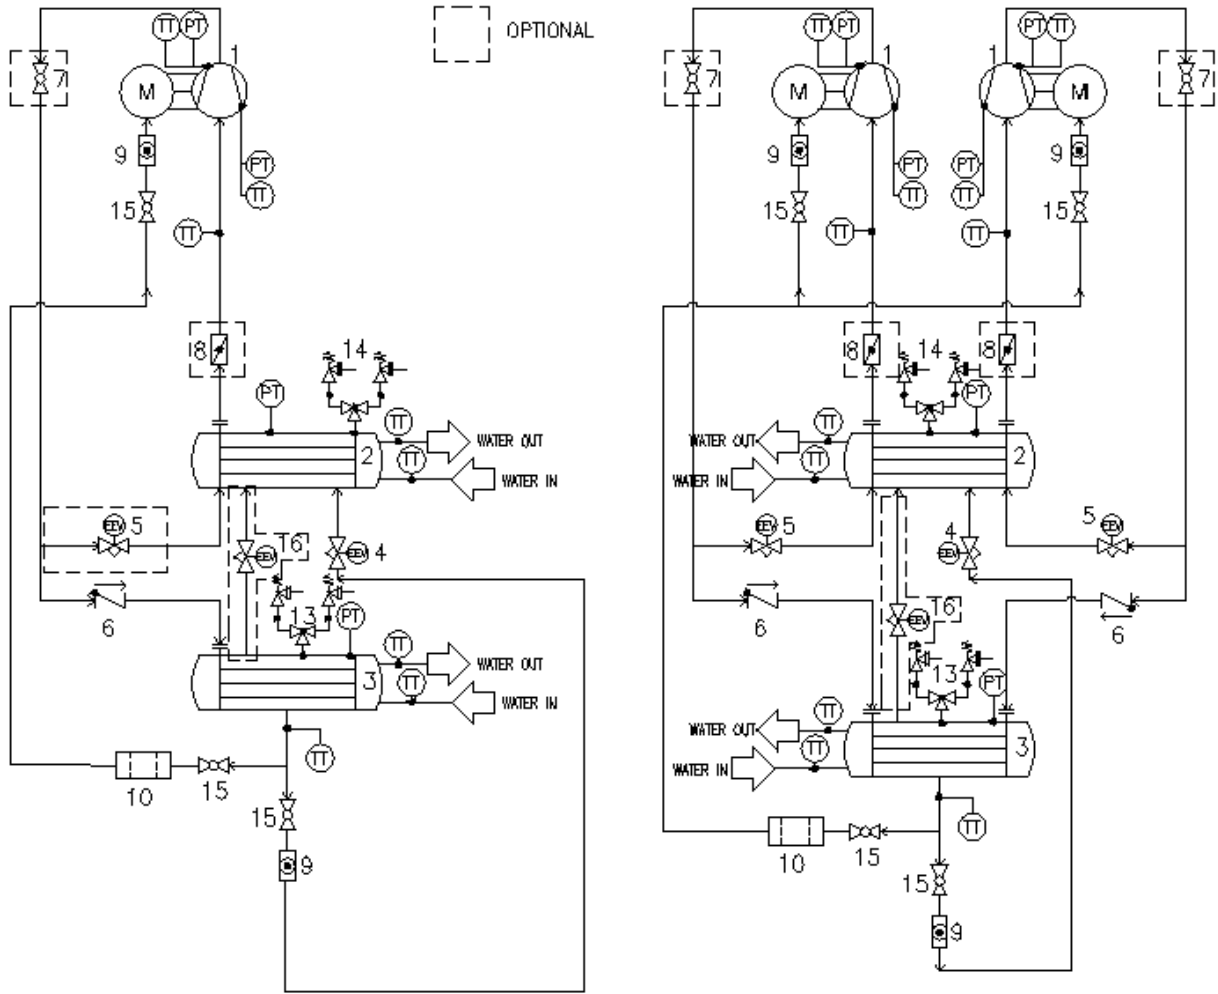 OPTIONAL
TT PT 1
7 M
9
PT
TT
15
TT
8
14
PT
TT
WATER OUT
2
TT
WATER IN
EEV 5
16
EEV
EEV 4
6
13
PT
TT
WATER OUT
3
TT
WATER IN
TT
10
15
15
9
TT PT 1
1 PT TT
7 M
M 7
9
9
PT
TT
PT
TT
15
15
TT
TT
8
14
8
PT
WATER OUT
TT
2
WATER IN
TT
EEV 5
4
EEV
5 EEV
6
16
EEV
6
13
PT
WATER OUT
TT
3
WATER IN
TT
TT
10
15
15
9